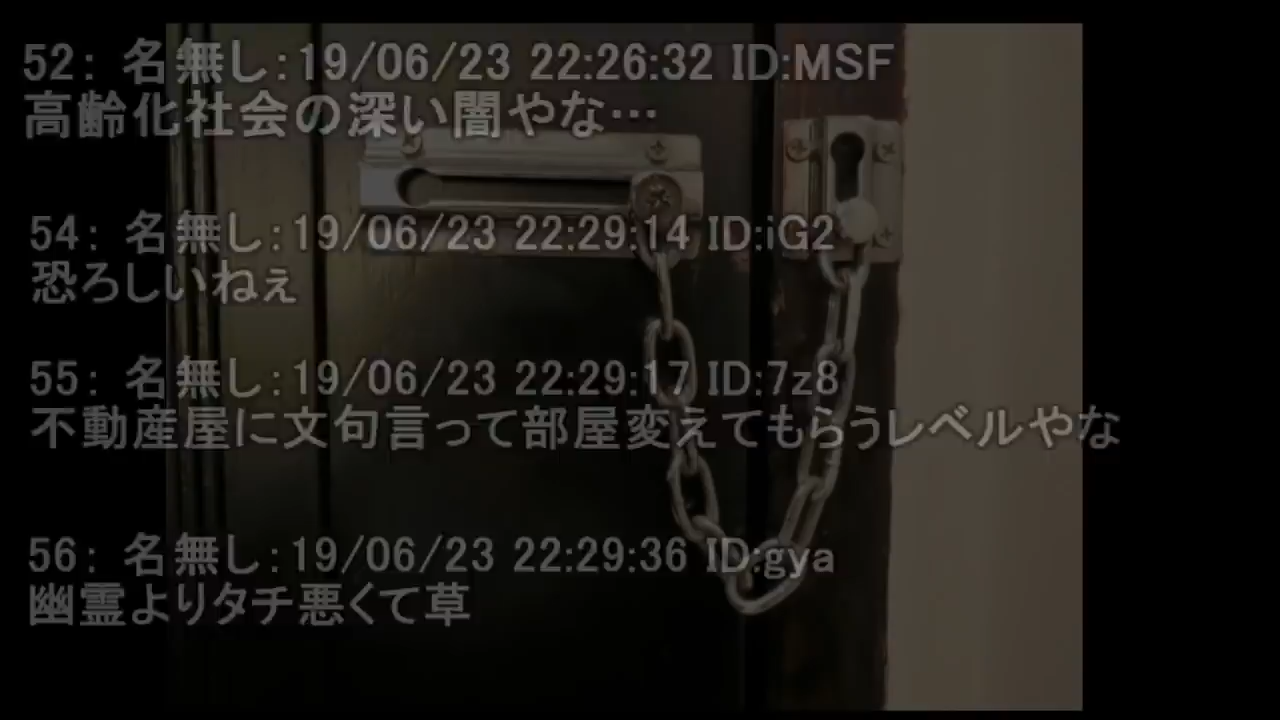 52: 名無し:19/06/23 22:26:32 ID:MSF
高齢化社会の深い闇やな…
54: 名無し:19/06/23 22:29:14 ID:iG2
恐ろしいねぇ
55: 名無し:19/06/23 22:29:17 ID:7z8
不動産屋に文句言って部屋変えてもらうレベルやな
56: 名無し:19/06/23 22:29:36 ID:gya
幽霊よりタチ悪くて草